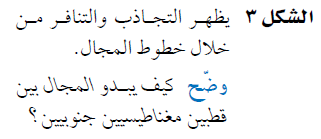 الشكل ٣ يظهر التجاذب والتنافر من
خلال خطوط المجال.
وضّح كيف يبدو المجال بين
قطبين مغناطيسيين جنوبيين؟